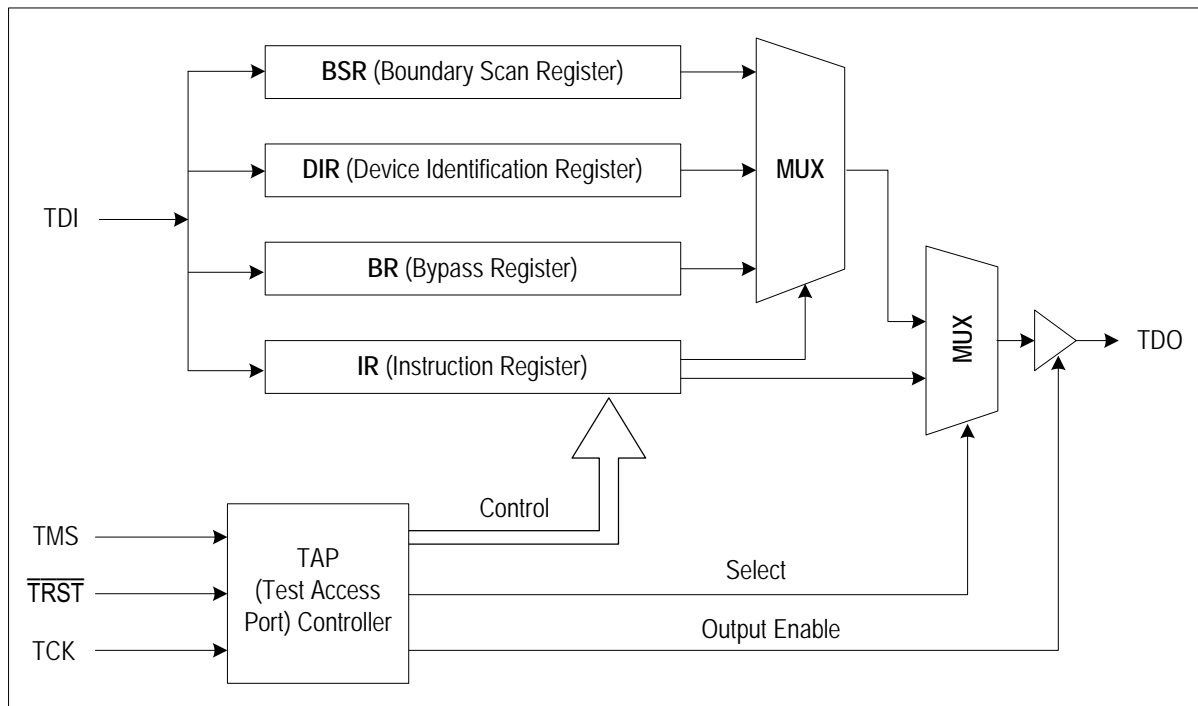 BSR (Boundary Scan Register)
DIR (Device Identification Register)
MUX
TDI
BR (Bypass Register)
MUX
TDO
IR (Instruction Register)
Control
TMS
TAP
(Test Access
Port) Controller
Select
TRST
Output Enable
TCK